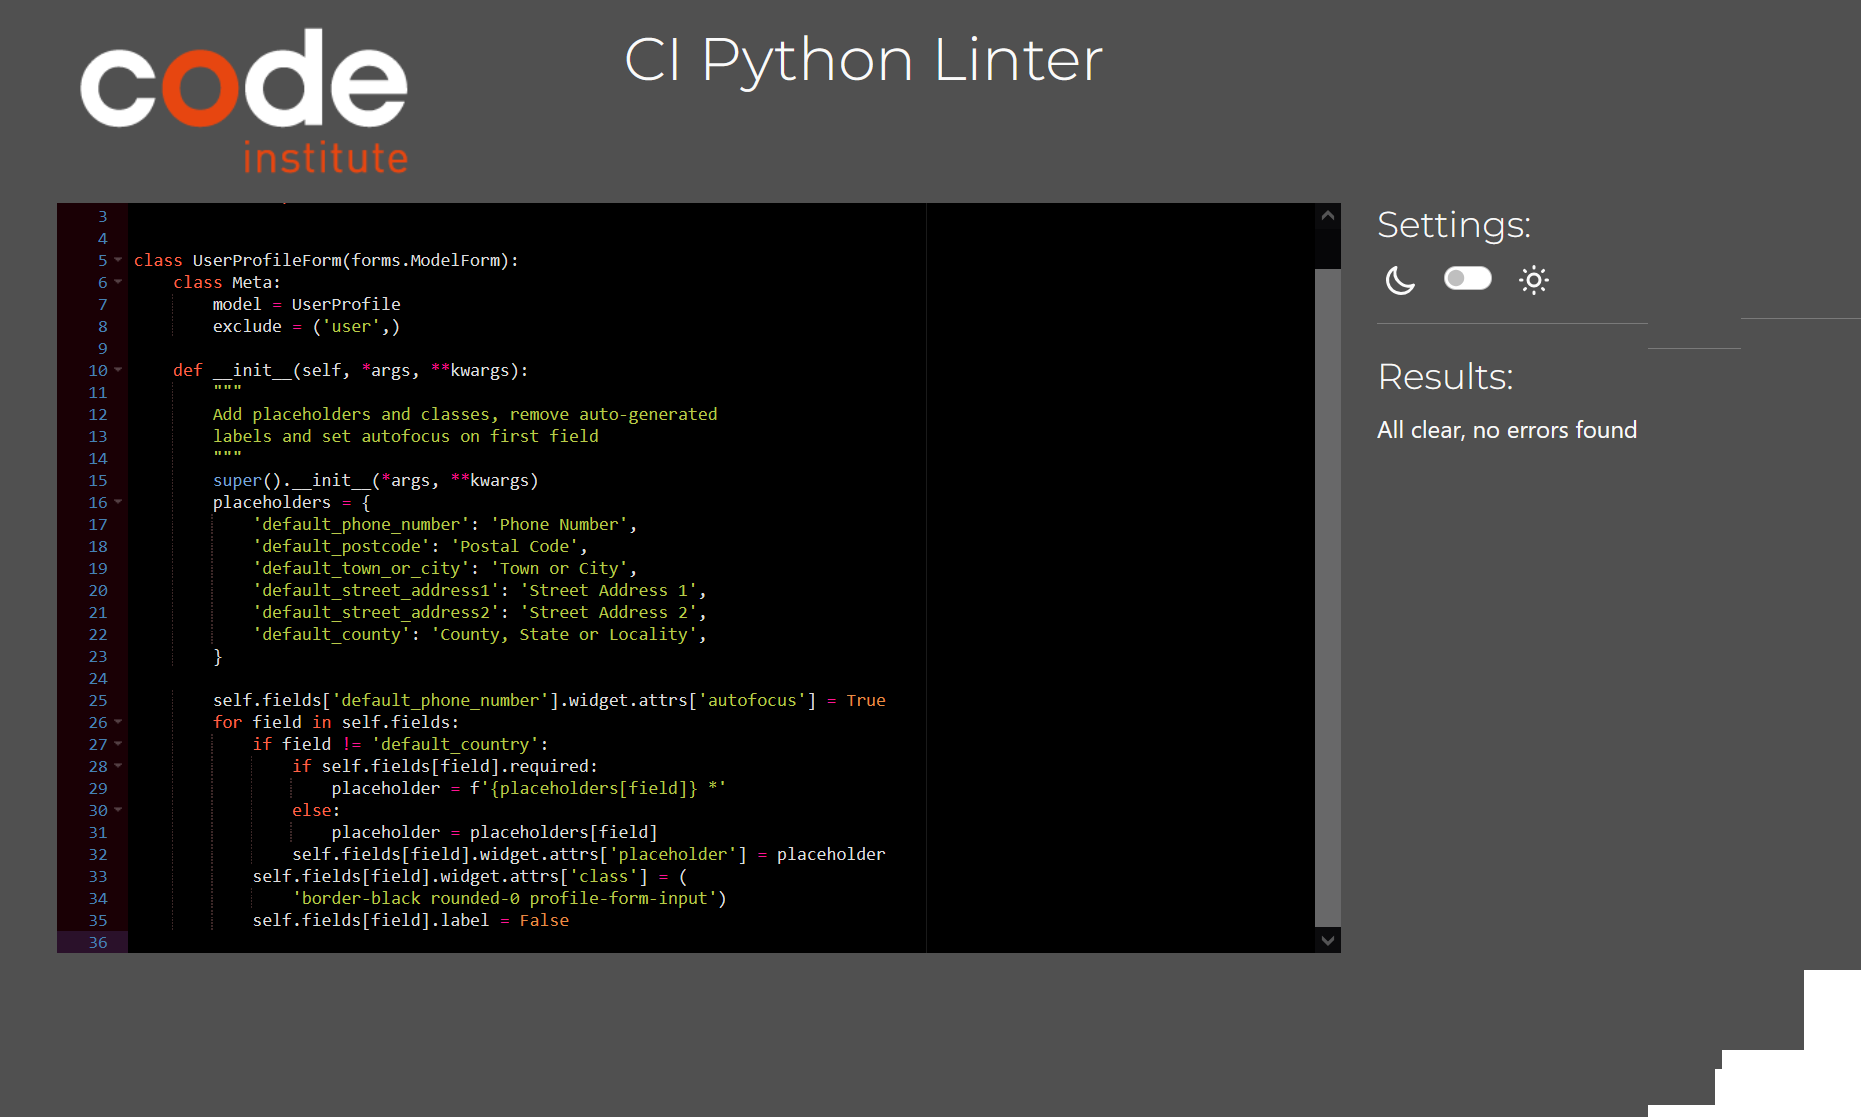 code
institute
CI Python Linter
3
4
5 class UserProfileForm(forms.ModelForm):
6     class Meta:
7         model = UserProfile
8         exclude = ('user',)
9
10     def __init__(self, *args, **kwargs):
11         """
12         Add placeholders and classes, remove auto-generated
13         labels and set autofocus on first field
14         """
15         super().__init__(*args, **kwargs)
16         placeholders = {
17             'default_phone_number': 'Phone Number',
18             'default_postcode': 'Postal Code',
19             'default_town_or_city': 'Town or City',
20             'default_street_address1': 'Street Address 1',
21             'default_street_address2': 'Street Address 2',
22             'default_county': 'County, State or Locality',
23         }
24
25         self.fields['default_phone_number'].widget.attrs['autofocus'] = True
26         for field in self.fields:
27             if field != 'default_country':
28                 if self.fields[field].required:
29                     placeholder = f'{placeholders[field]} *'
30                 else:
31                     placeholder = placeholders[field]
32                 self.fields[field].widget.attrs['placeholder'] = placeholder
33             self.fields[field].widget.attrs['class'] = (
34                 'border-black rounded-0 profile-form-input')
35             self.fields[field].label = False
36
Settings:
Results:
All clear, no errors found